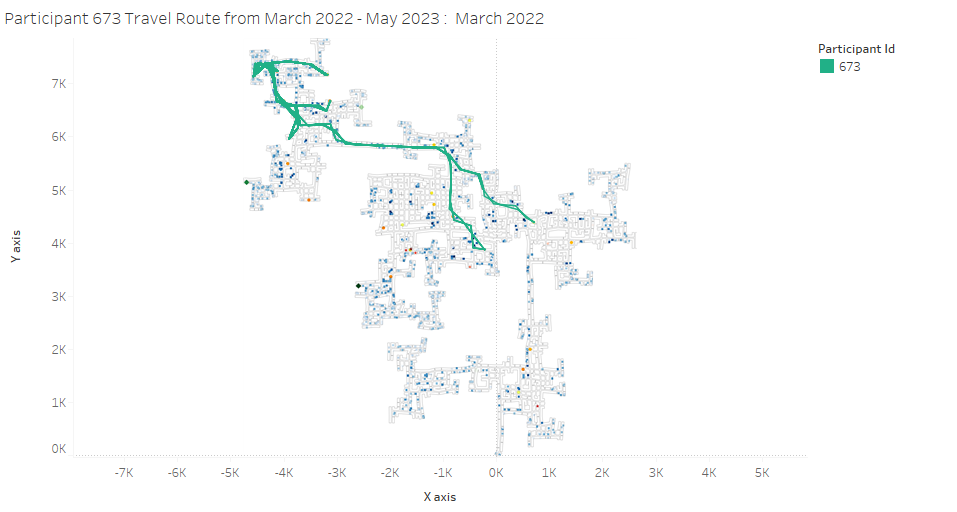 Participant 673 Travel Route from March 2022 - May 2023 : March 2022
Participant Id
673
7K
6K
5K
4K
3K
2K
1K
0K
Y axis
-7K -6K -5K -4K -3K -2K -1K 0K 1K 2K 3K 4K 5K
X axis